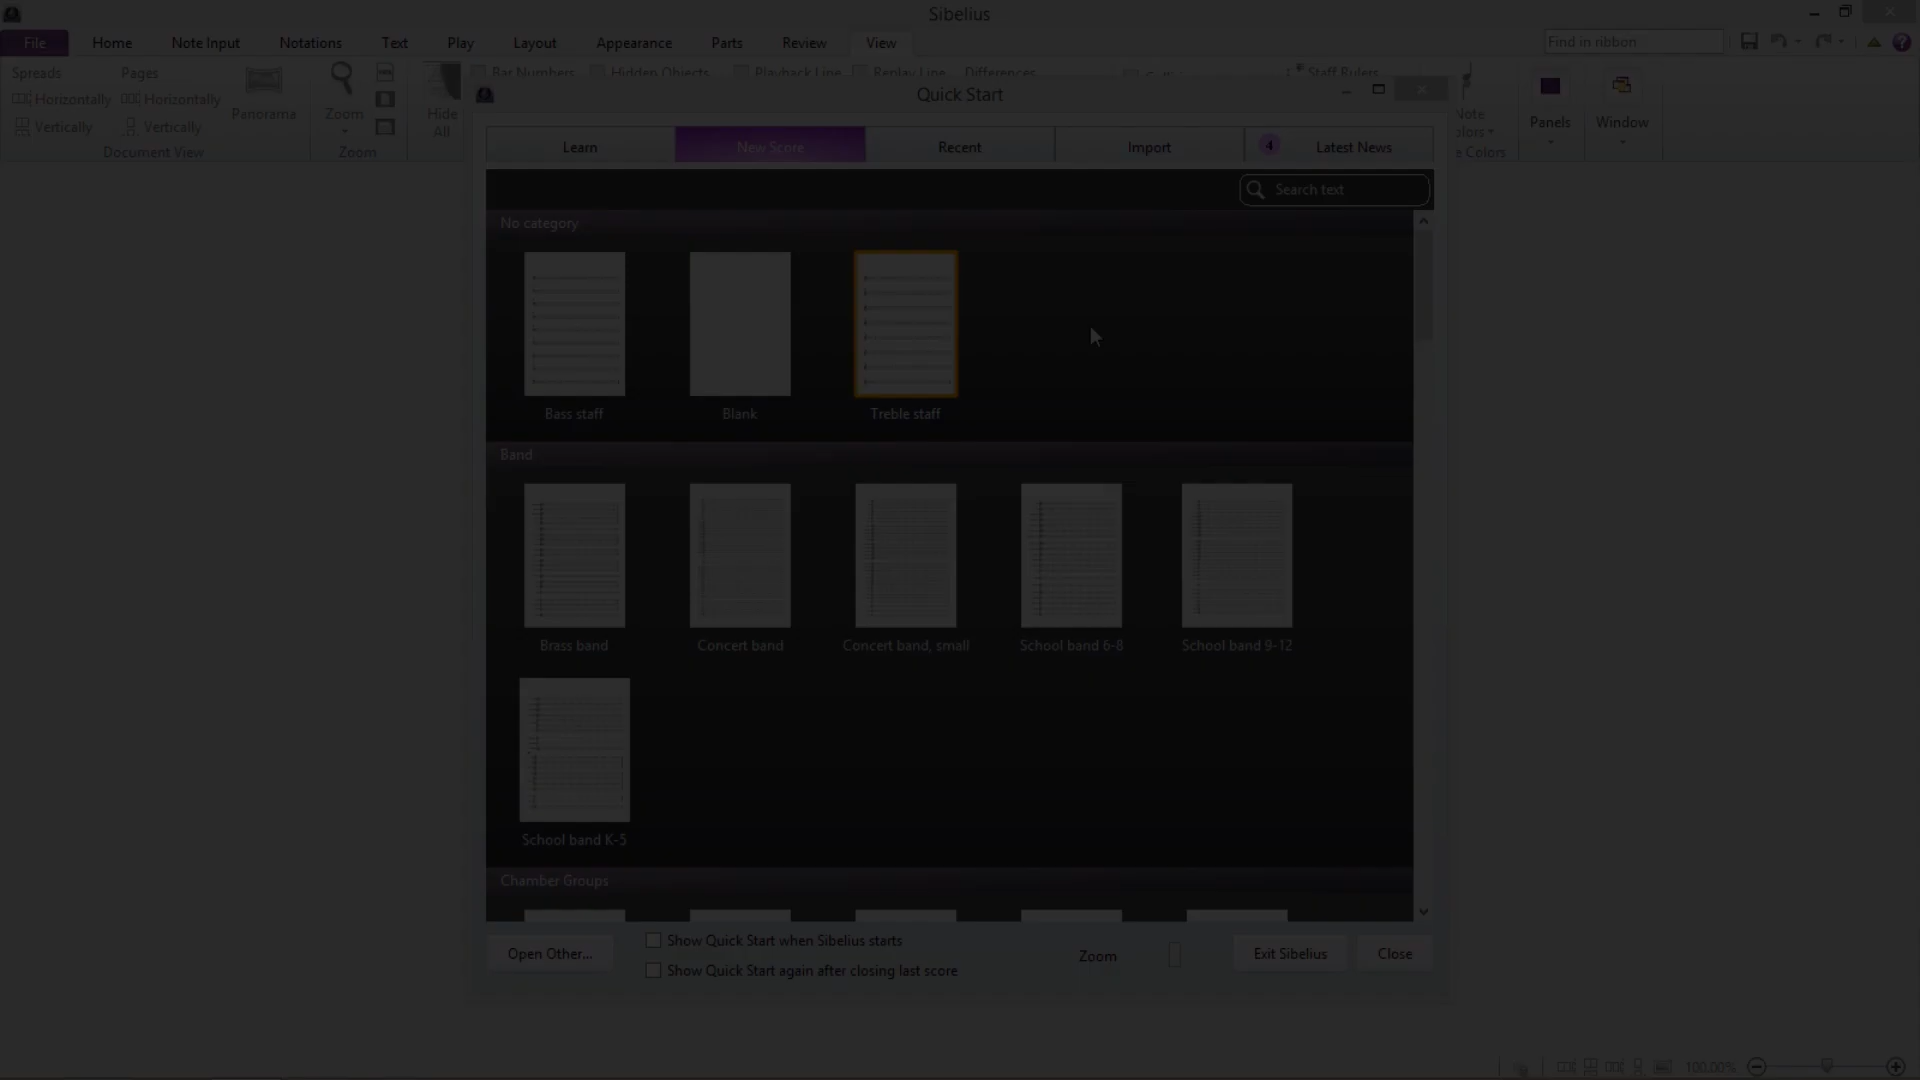 Sibelius
File Home Note Input Notations Text Play Layout Appearance Parts Review View Find in ribbon
Spreads Pages Bar Numbers Hidden Objects Playback Line Replay Line Differences Staff Rulers
Horizontally Horizontally Panorama Zoom Hide All Note Panels Window
Vertically Vertically
Document View Zoom e Colors
Quick Start
Learn New Score Recent Import 4 Latest News
Search text
No category
Bass staff Blank Treble staff
Band
Brass band Concert band Concert band, small School band 6-8 School band 9-12
School band K-5
Chamber Groups
Open Other... Show Quick Start when Sibelius starts Zoom Exit Sibelius Close
Show Quick Start again after closing last score
100.00%